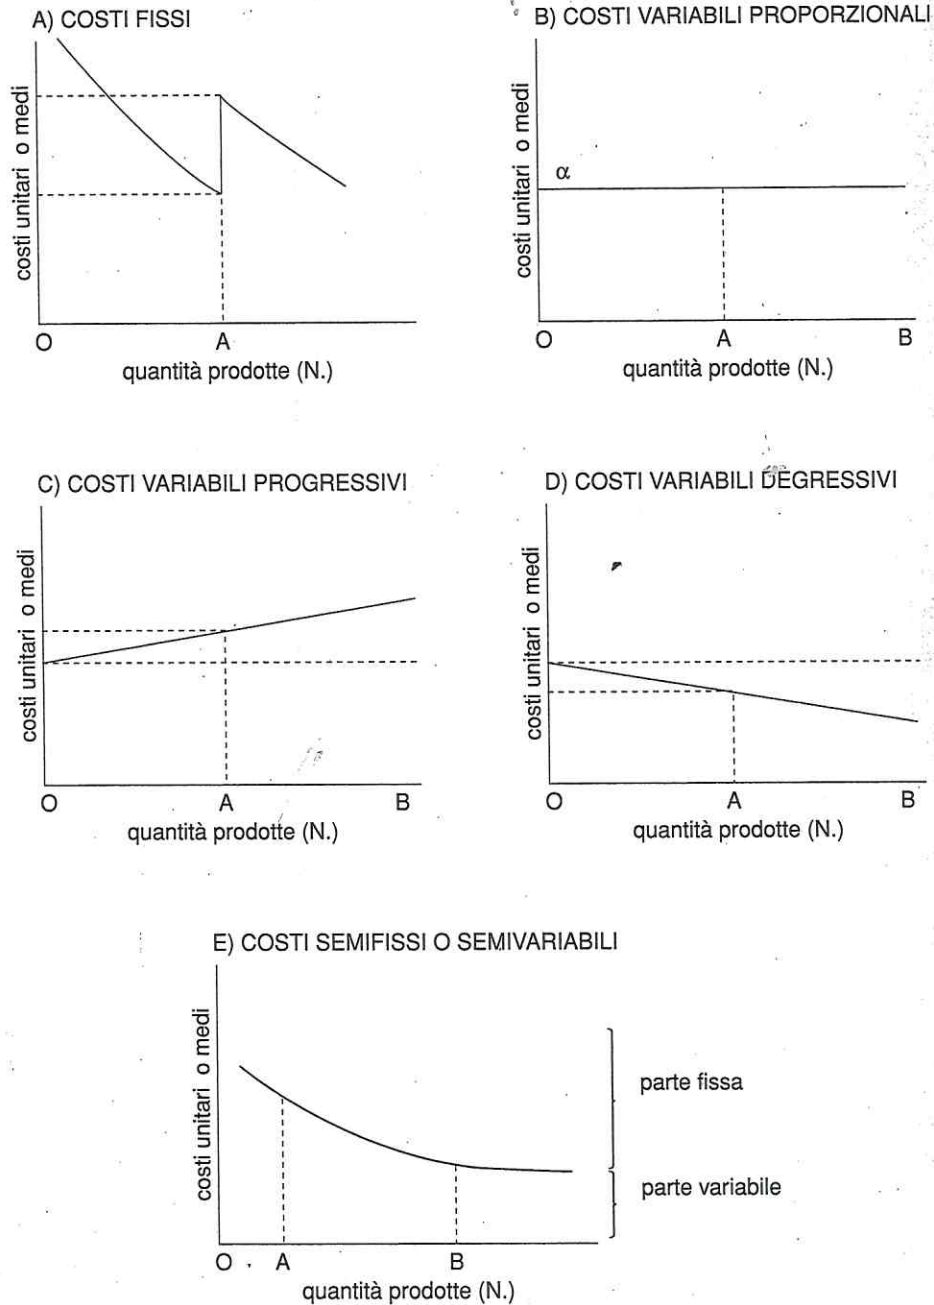 A) COSTI FISSI
costi unitari o medi
O A
quantità prodotte (N.)
B) COSTI VARIABILI PROPORZIONALI
costi unitari o medi
α
O A B
quantità prodotte (N.)
C) COSTI VARIABILI PROGRESSIVI
costi unitari o medi
O A B
quantità prodotte (N.)
D) COSTI VARIABILI DEGRESSIVI
costi unitari o medi
O A B
quantità prodotte (N.)
E) COSTI SEMIFISSI O SEMIVARIABILI
costi unitari o medi
parte fissa
parte variabile
O A B
quantità prodotte (N.)